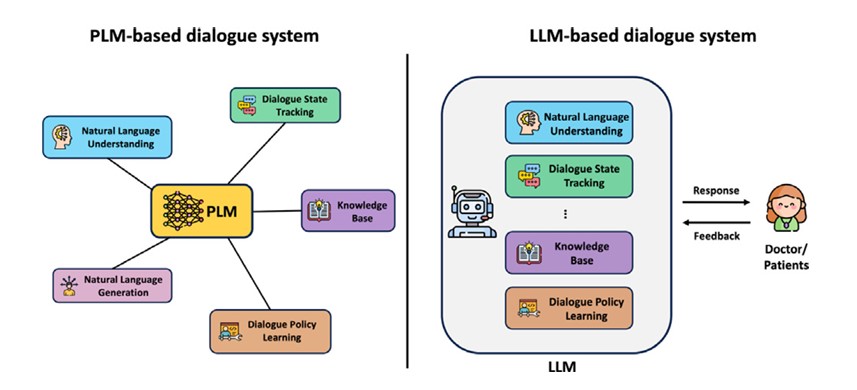 PLM-based dialogue system
Natural Language
Understanding
Dialogue State
Tracking
PLM
Knowledge
Base
Natural Language
Generation
Dialogue Policy
Learning
LLM-based dialogue system
Natural Language
Understanding
Dialogue State
Tracking
⋮
Knowledge
Base
Dialogue Policy
Learning
LLM
Response
Feedback
Doctor/
Patients